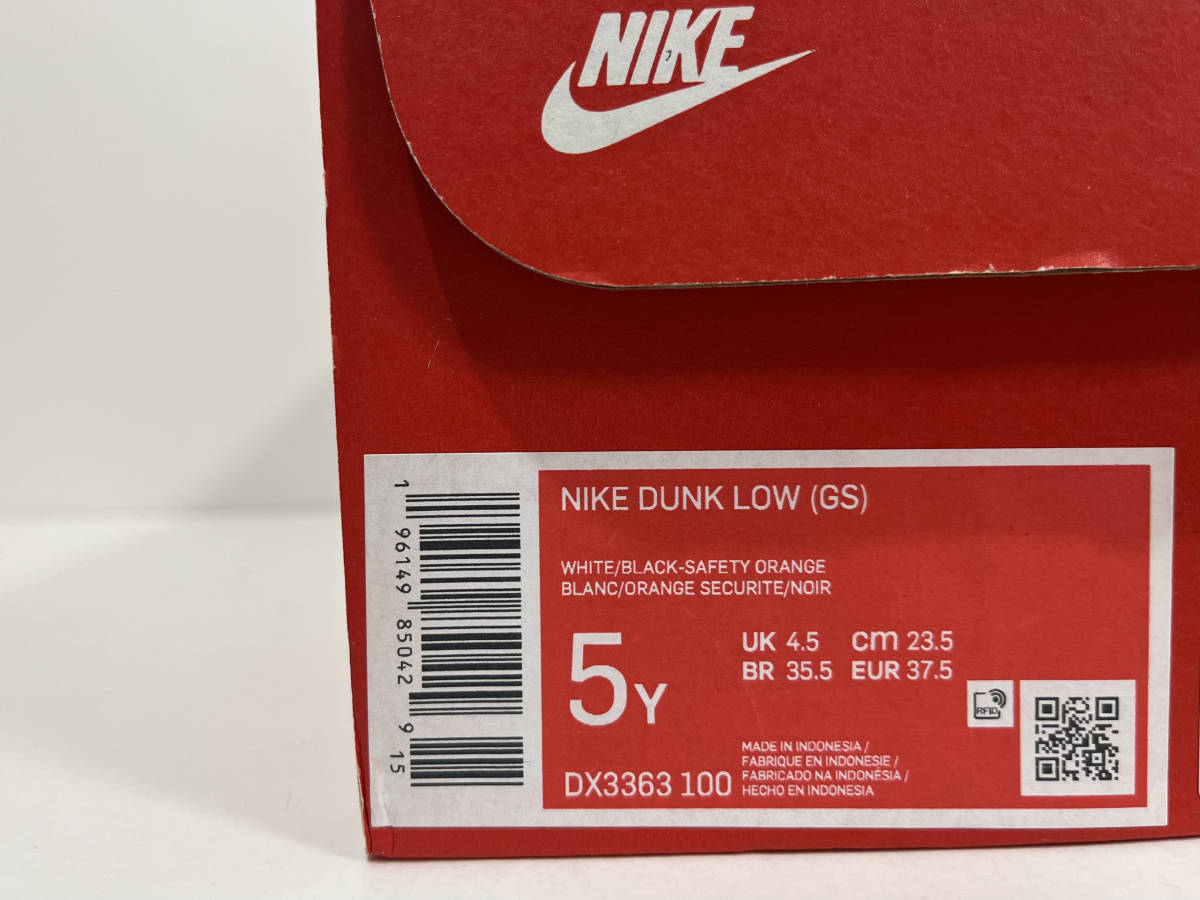 NIKE
NIKE DUNK LOW (GS)
WHITE/BLACK-SAFETY ORANGE
BLANC/ORANGE SECURITE/NOIR
5Y
UK 4.5 cm 23.5
BR 35.5 EUR 37.5
DX3363 100
MADE IN INDONESIA /
FABRIQUE EN INDONESIE /
FABRICADO NA INDONÉSIA /
HECHO EN INDONESIA
RFID
1 96149 85042 9 15